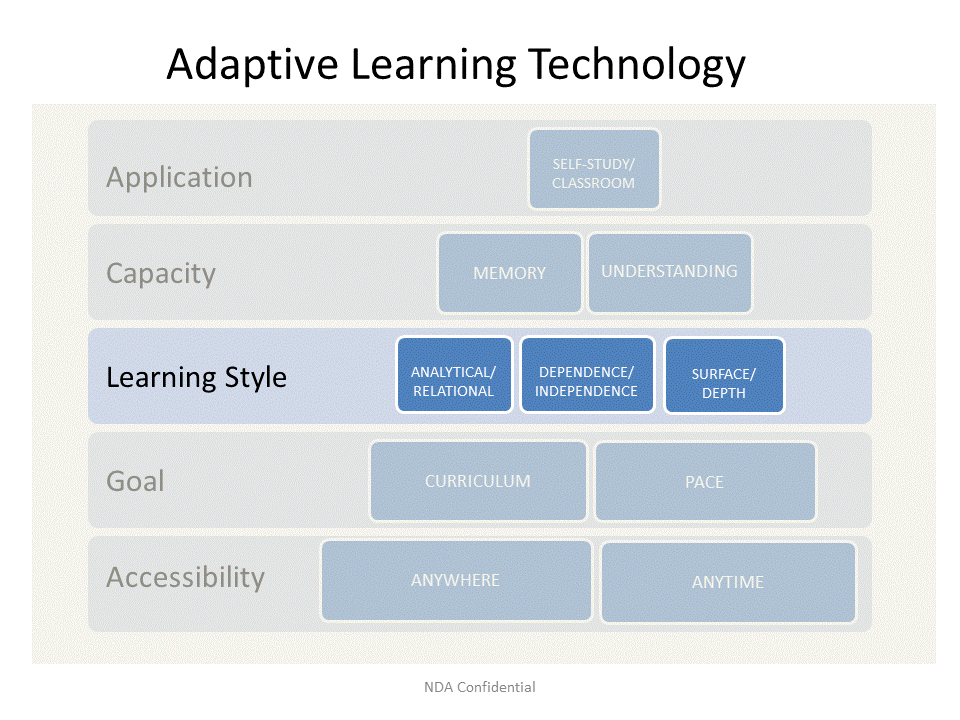 Adaptive Learning Technology
Application
SELF-STUDY/
CLASSROOM
Capacity
MEMORY
UNDERSTANDING
Learning Style
ANALYTICAL/
RELATIONAL
DEPENDENCE/
INDEPENDENCE
SURFACE/
DEPTH
Goal
CURRICULUM
PACE
Accessibility
ANYWHERE
ANYTIME
NDA Confidential